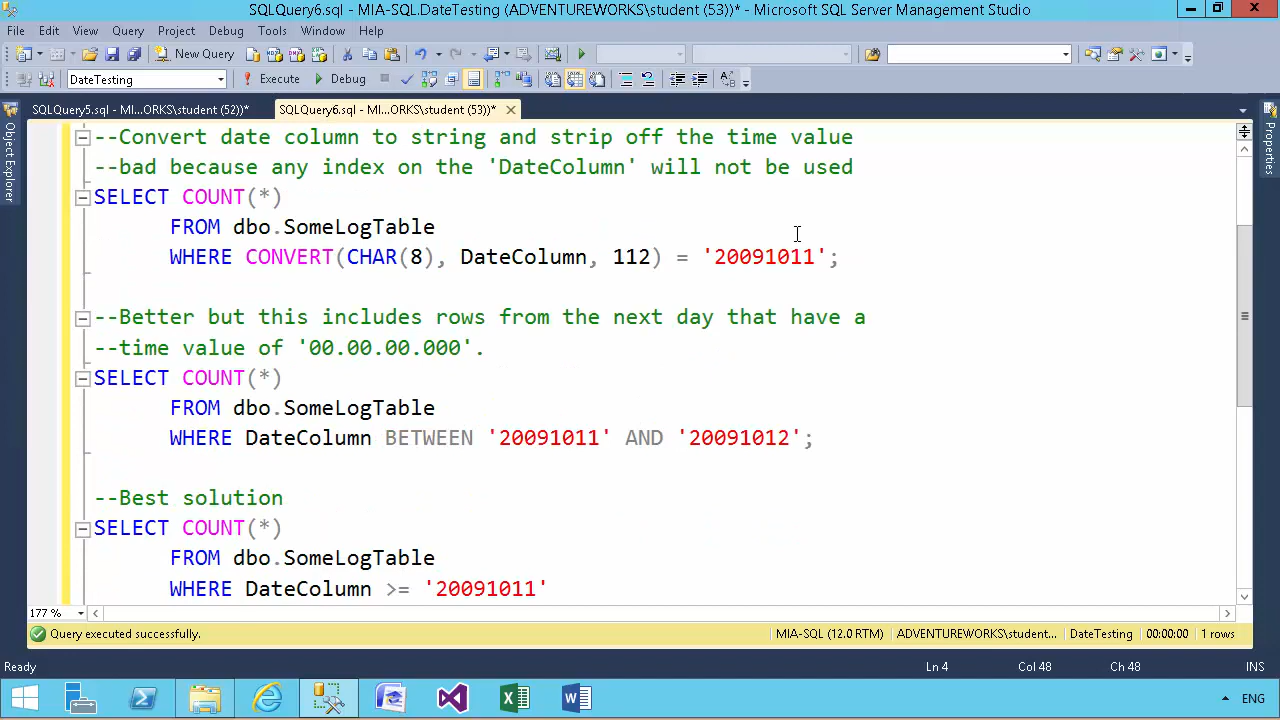 SQLQuery6.sql - MIA-SQL.DateTesting (ADVENTUREWORKS\student (53))* - Microsoft SQL Server Management Studio
File Edit View Query Project Debug Tools Window Help
New Query
DateTesting Execute Debug
SQLQuery5.sql - MI...ORKS\student (52))* SQLQuery6.sql - MI...ORKS\student (53))*
Object Explorer
Properties
--Convert date column to string and strip off the time value
--bad because any index on the 'DateColumn' will not be used
SELECT COUNT(*)
FROM dbo.SomeLogTable
WHERE CONVERT(CHAR(8), DateColumn, 112) = '20091011';
--Better but this includes rows from the next day that have a
--time value of '00.00.00.000'.
SELECT COUNT(*)
FROM dbo.SomeLogTable
WHERE DateColumn BETWEEN '20091011' AND '20091012';
--Best solution
SELECT COUNT(*)
FROM dbo.SomeLogTable
WHERE DateColumn >= '20091011'
177 %
Query executed successfully. MIA-SQL (12.0 RTM) ADVENTUREWORKS\student... DateTesting 00:00:00 1 rows
Ready Ln 4 Col 48 Ch 48 INS
ENG